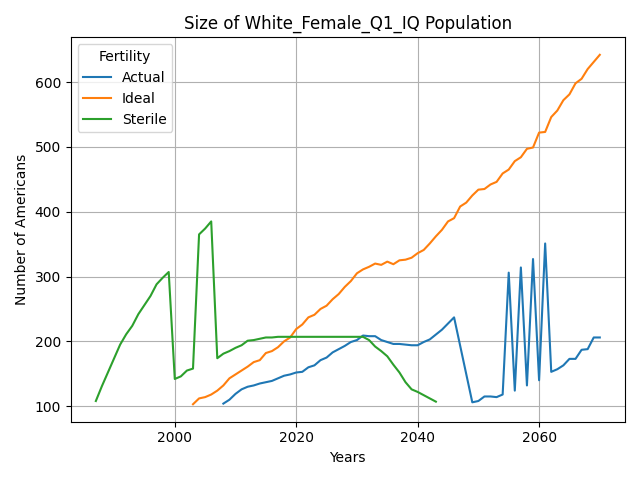 Size of White_Female_Q1_IQ Population
Fertility
Actual
Ideal
Sterile
Number of Americans
600
500
400
300
200
100
2000
2020
2040
2060
Years